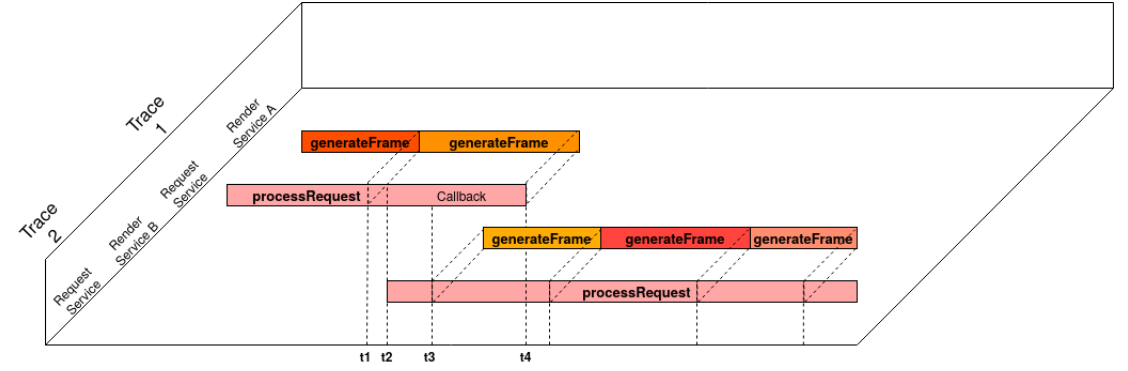 Trace
1
Render
Service A
generateFrame
generateFrame
Request
Service
processRequest
Callback
Trace
2
Render
Service B
generateFrame
generateFrame
generateFrame
Request
Service
processRequest
t1
t2
t3
t4